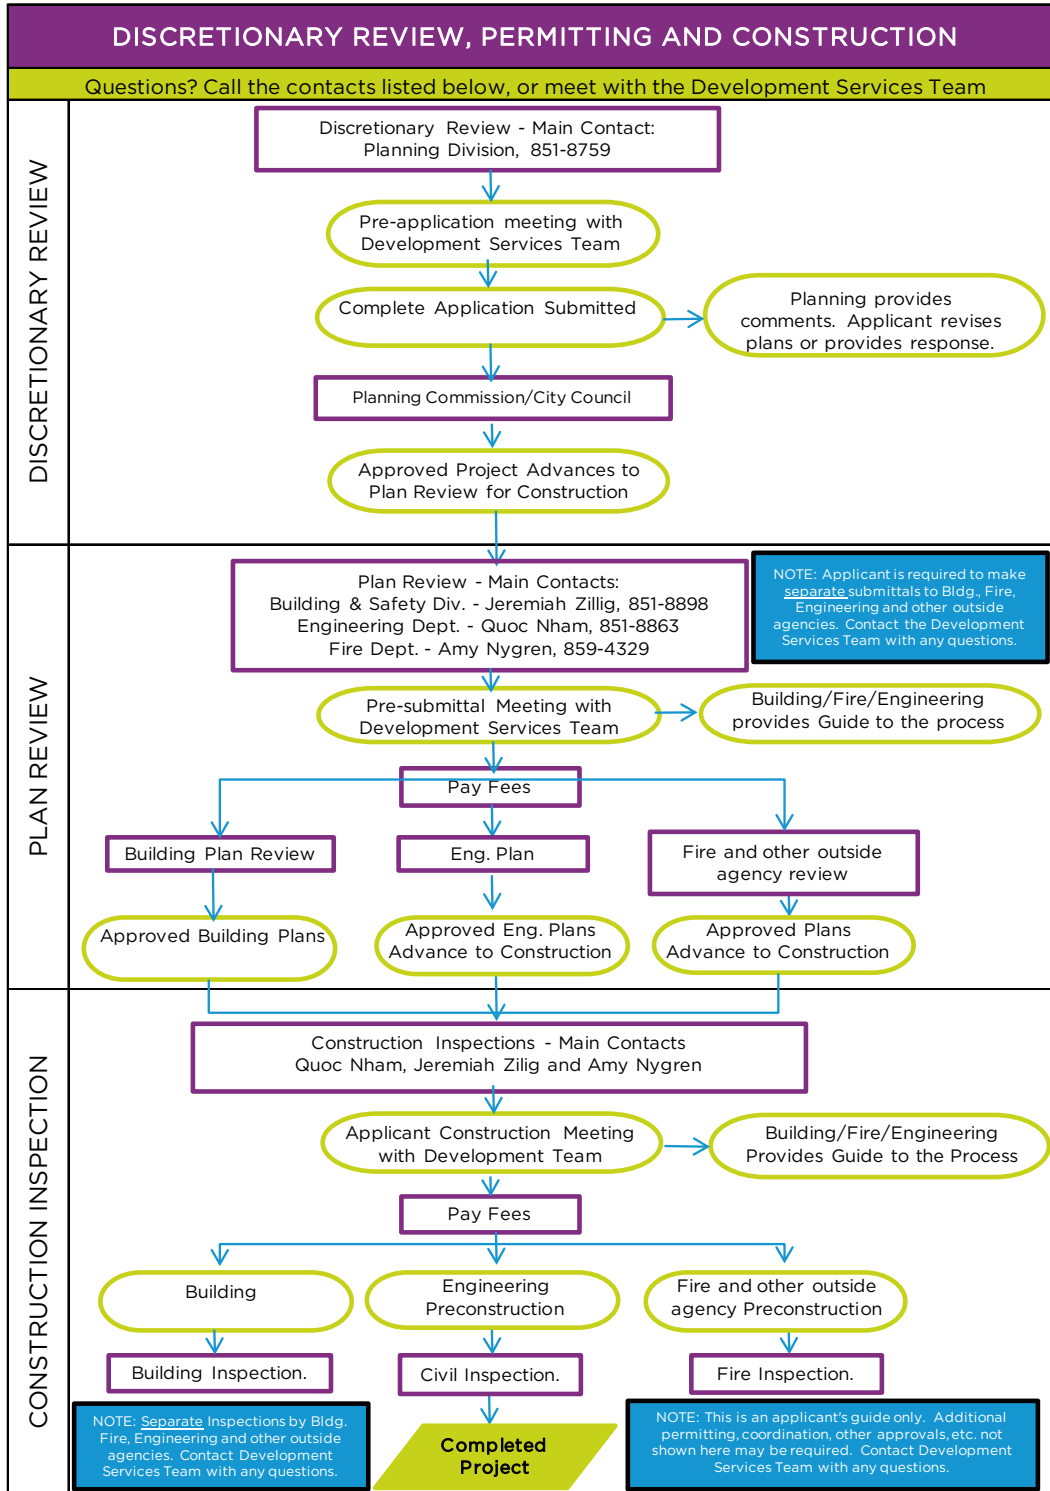 DISCRETIONARY REVIEW, PERMITTING AND CONSTRUCTION
Questions? Call the contacts listed below, or meet with the Development Services Team
DISCRETIONARY REVIEW
Discretionary Review - Main Contact:
Planning Division, 851-8759
Pre-application meeting with
Development Services Team
Complete Application Submitted
Planning provides
comments. Applicant revises
plans or provides response.
Planning Commission/City Council
Approved Project Advances to
Plan Review for Construction
PLAN REVIEW
Plan Review - Main Contacts:
Building & Safety Div. - Jeremiah Zillig, 851-8898
Engineering Dept. - Quoc Nham, 851-8863
Fire Dept. - Amy Nygren, 859-4329
NOTE: Applicant is required to make
separate submittals to Bldg., Fire,
Engineering and other outside
agencies. Contact the Development
Services Team with any questions.
Pre-submittal Meeting with
Development Services Team
Building/Fire/Engineering
provides Guide to the process
Pay Fees
Building Plan Review
Eng. Plan
Fire and other outside
agency review
Approved Building Plans
Approved Eng. Plans
Advance to Construction
Approved Plans
Advance to Construction
CONSTRUCTION INSPECTION
Construction Inspections - Main Contacts
Quoc Nham, Jeremiah Zilig and Amy Nygren
Applicant Construction Meeting
with Development Team
Building/Fire/Engineering
Provides Guide to the Process
Pay Fees
Building
Engineering
Preconstruction
Fire and other outside
agency Preconstruction
Building Inspection.
Civil Inspection.
Fire Inspection.
NOTE: Separate Inspections by Bldg.
Fire, Engineering and other outside
agencies. Contact Development
Services Team with any questions.
Completed
Project
NOTE: This is an applicant's guide only. Additional
permitting, coordination, other approvals, etc. not
shown here may be required. Contact Development
Services Team with any questions.